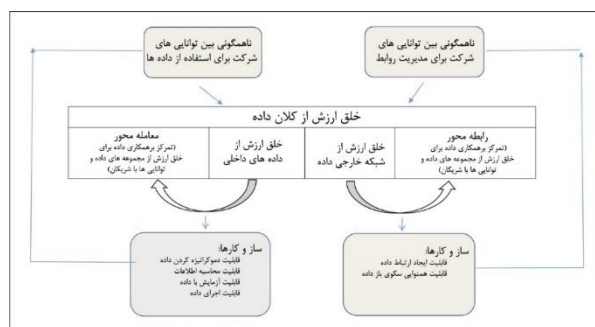 ناهمگونی بین توانایی های
شرکت برای مدیریت روابط
ناهمگونی بین توانایی های
شرکت برای استفاده از داده ها
خلق ارزش از کلان داده
رابطه محور
(تمرکز برهمکاری داده برای
خلق ارزش از مجموعه های داده و
توانایی ها با شریکان)
خلق ارزش از
شبکه خارجی داده
خلق ارزش از
داده های داخلی
معامله محور
(تمرکز برهمکاری داده برای
خلق ارزش از مجموعه های داده و
توانایی ها با شریکان)
ساز و کارها:
قابلیت ایجاد ارتباط داده
قابلیت همنوایی سکوی باز داده
ساز و کارها:
قابلیت دموکراتیزه کردن داده
قابلیت محاسبه اطلاعات
قابلیت آزمایش با داده
قابلیت اجرای داده